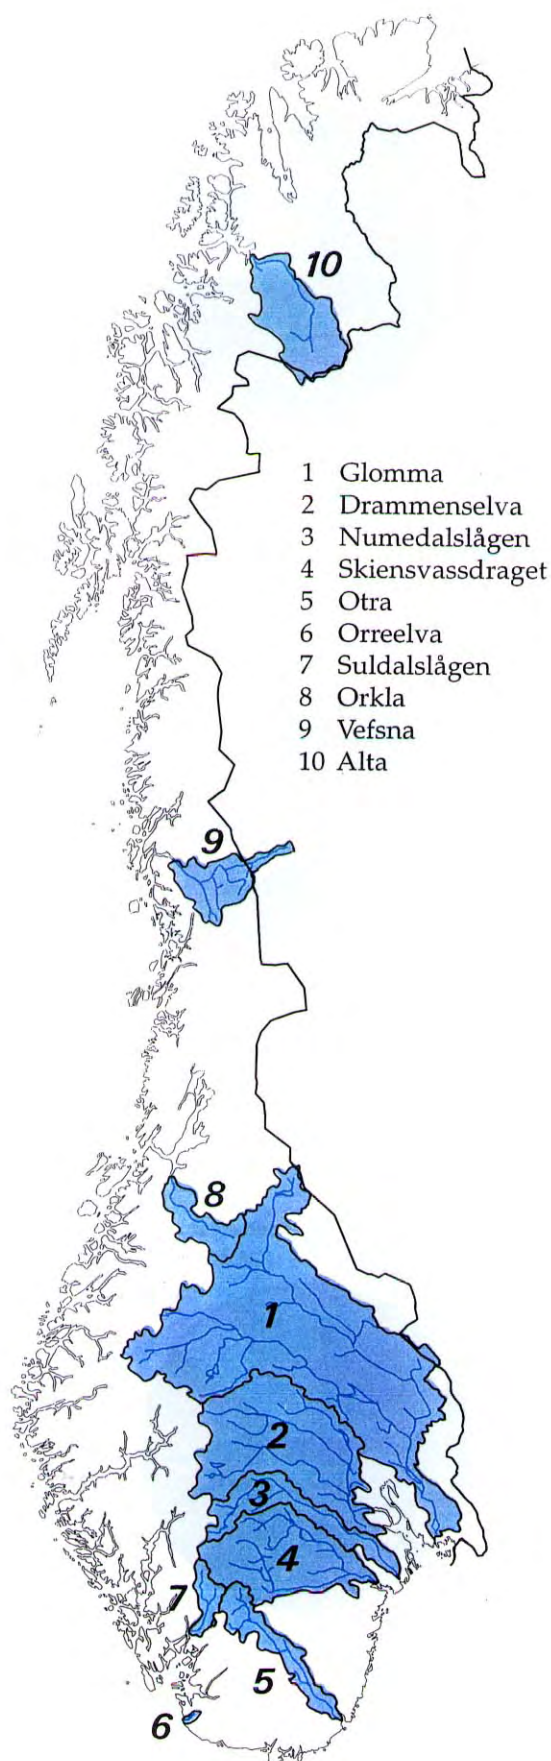 10
1 Glomma
2 Drammenselva
3 Numedalslågen
4 Skiensvassdraget
5 Otra
6 Orreelva
7 Suldalslågen
8 Orkla
9 Vefsna
10 Alta
9
8
1
2
3
4
7
5
6